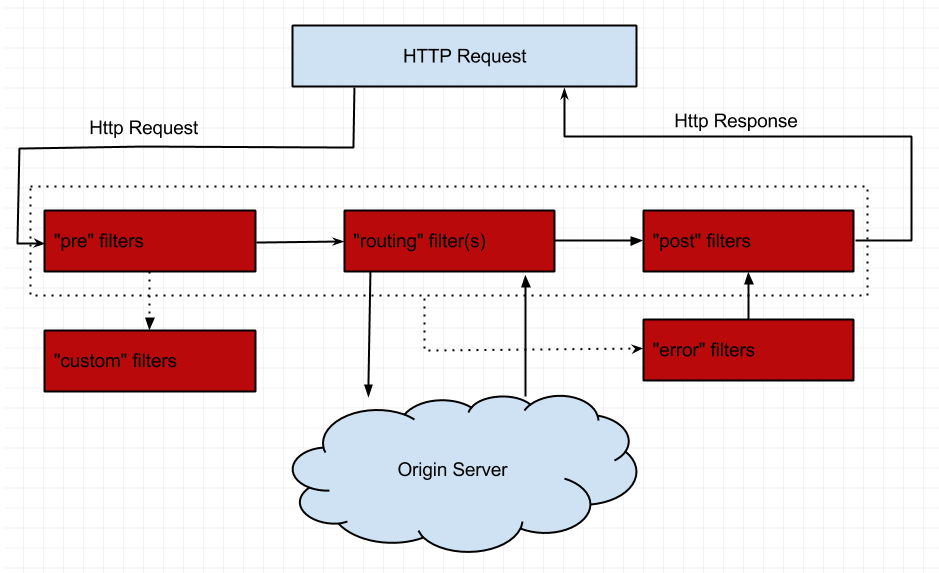 HTTP Request
Http Request
Http Response
"pre" filters
"routing" filter(s)
"post" filters
"custom" filters
"error" filters
Origin Server